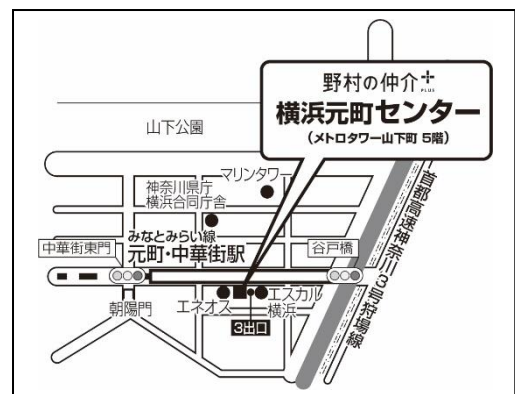 野村の仲介+
PLUS
横浜元町センター
(メトロタワー山下町 5階)
山下公園
マリンタワー
神奈川県庁
横浜合同庁舎
みなとみらい線
元町・中華街駅
中華街東門
谷戸橋
朝陽門
エネオス
エスカル
横浜
3出口
首都高速神奈川3号狩場線